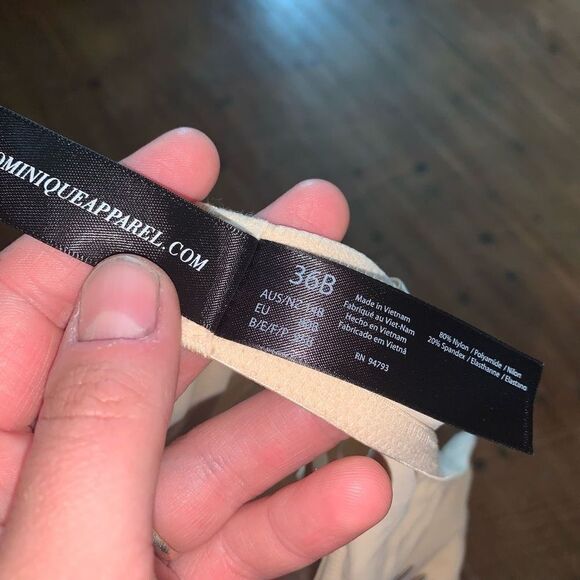 OMINIQUEAPPAREL.COM
36B
AUS/NZ 14B
EU
B/E/F/P
Made in Vietnam
Fabriqué au Viet-Nam
Hecho en Vietnam
Fabricado em Vietnã
RN 94793
80% Nylon / Polyamide / Nilon
20% Spandex / Elasthanne / Elastano